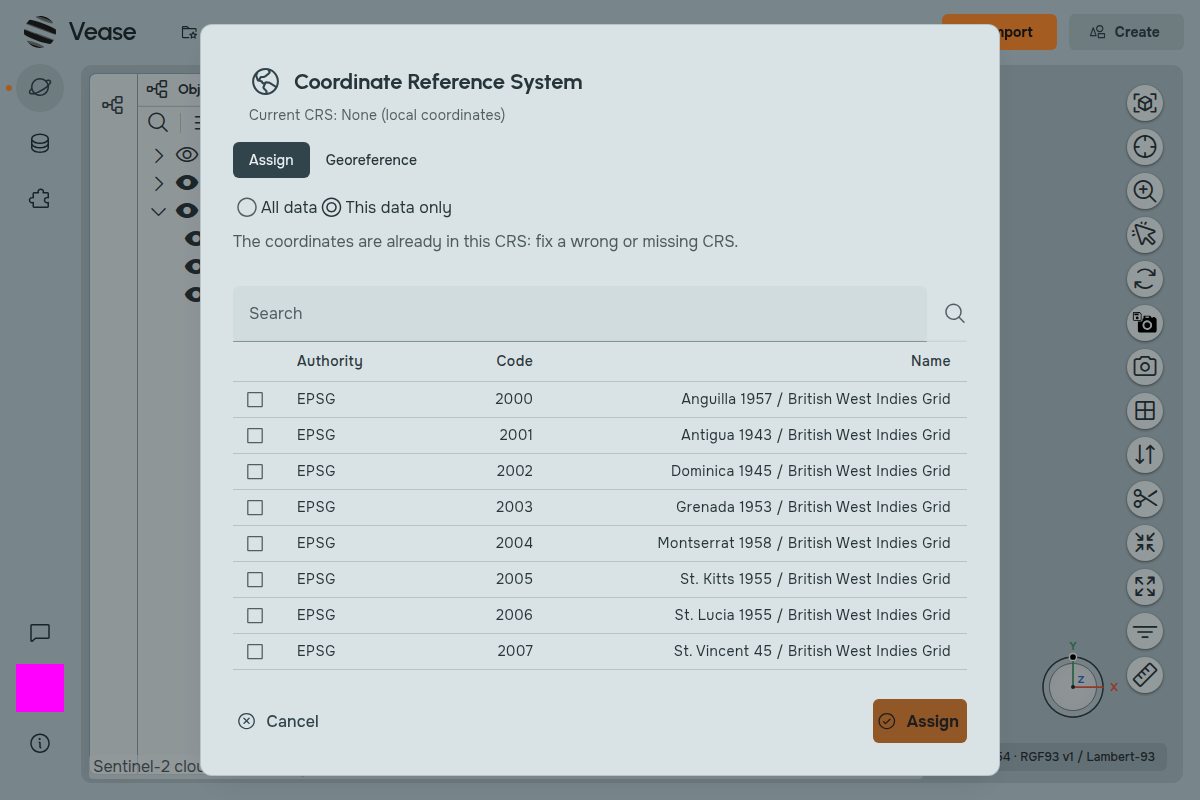 Vease
Import
Create
Obj
Coordinate Reference System
Current CRS: None (local coordinates)
Assign
Georeference
All data
This data only
The coordinates are already in this CRS: fix a wrong or missing CRS.
Search
Authority Code Name
EPSG 2000 Anguilla 1957 / British West Indies Grid
EPSG 2001 Antigua 1943 / British West Indies Grid
EPSG 2002 Dominica 1945 / British West Indies Grid
EPSG 2003 Grenada 1953 / British West Indies Grid
EPSG 2004 Montserrat 1958 / British West Indies Grid
EPSG 2005 St. Kitts 1955 / British West Indies Grid
EPSG 2006 St. Lucia 1955 / British West Indies Grid
EPSG 2007 St. Vincent 45 / British West Indies Grid
Cancel
Assign
Y
Z
X
Sentinel-2 clou
54 · RGF93 v1 / Lambert-93